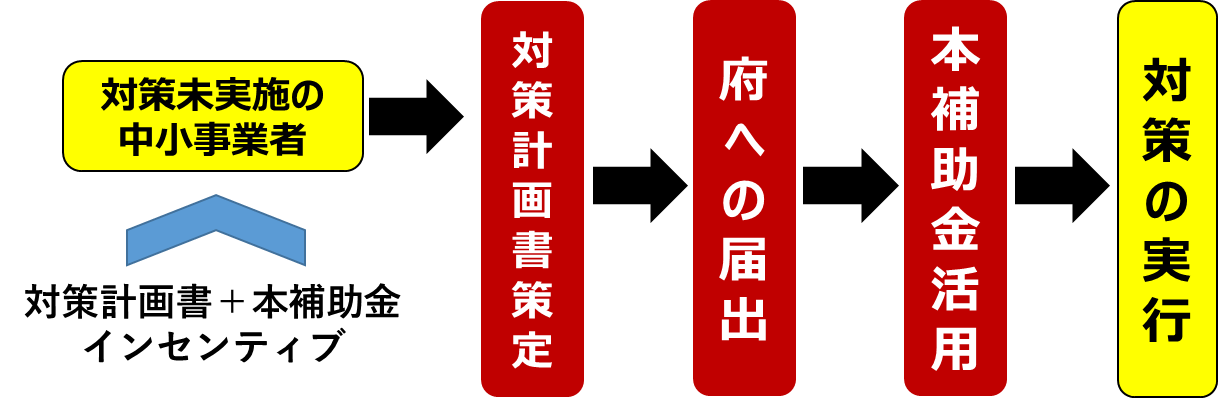 対策未実施の
中小事業者
対策計画書＋本補助金
インセンティブ
対策計画書策定
府への届出
本補助金活用
対策の実行